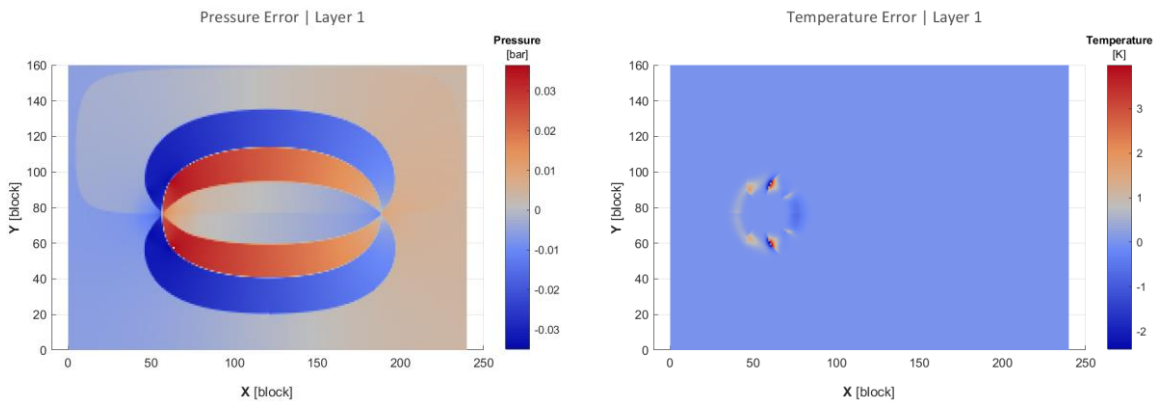 Pressure Error | Layer 1
Pressure
[bar]
160
140
120
100
80
60
40
20
0
0.03
0.02
0.01
0
-0.01
-0.02
-0.03
Y [block]
0 50 100 150 200 250
X [block]
Temperature Error | Layer 1
Temperature
[K]
160
140
120
100
80
60
40
20
0
3
2
1
0
-1
-2
Y [block]
0 50 100 150 200 250
X [block]